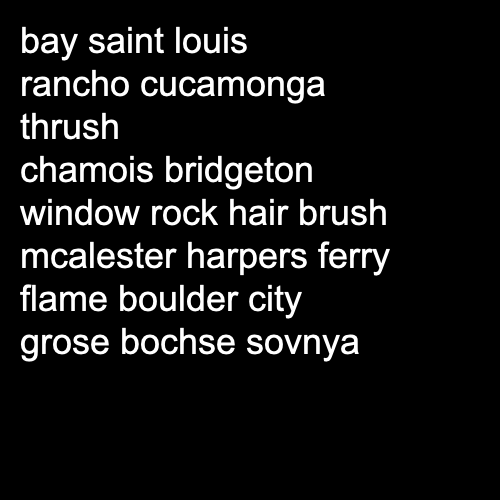 bay saint louis
rancho cucamonga
thrush
chamois bridgeton
window rock hair brush
mcalester harpers ferry
flame boulder city
grose bochse sovnya